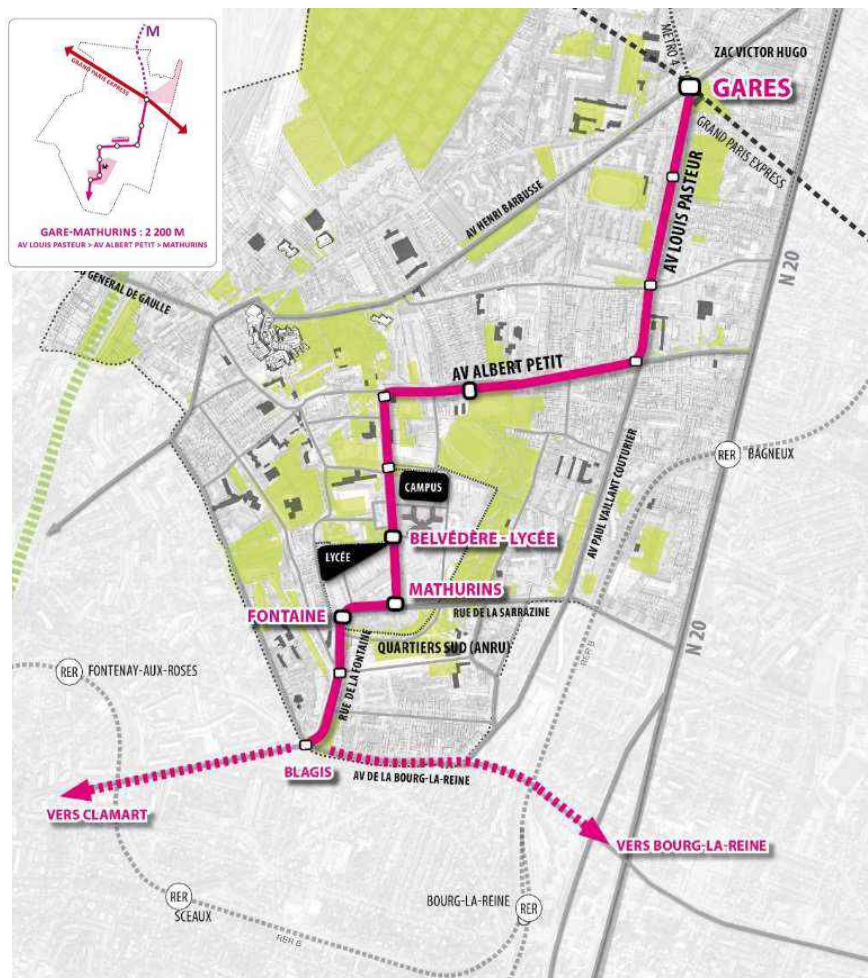 M
GRAND PARIS EXPRESS
GARE-MATHURINS : 2 200 M
AV LOUIS PASTEUR > AV ALBERT PETIT > MATHURINS
METRO 4
ZAC VICTOR HUGO
GARES
GRAND PARIS EXPRESS
AV HENRI BARBUSSE
AV LOUIS PASTEUR
N 20
GÉNÉRAL DE GAULLE
AV ALBERT PETIT
RER
BAGNEUX
CAMPUS
AV PAUL VAILLANT COUTURIER
BELVÉDÈRE - LYCÉE
LYCÉE
MATHURINS
FONTAINE
RUE DE LA SARRAZINE
QUARTIERS SUD (ANRU)
RER B
N 20
RER
FONTENAY-AUX-ROSES
RUE DE LA FONTAINE
BLAGIS
AV DE LA BOURG-LA-REINE
VERS CLAMART
VERS BOURG-LA-REINE
RER
SCEAUX
BOURG-LA-REINE
RER
RER B